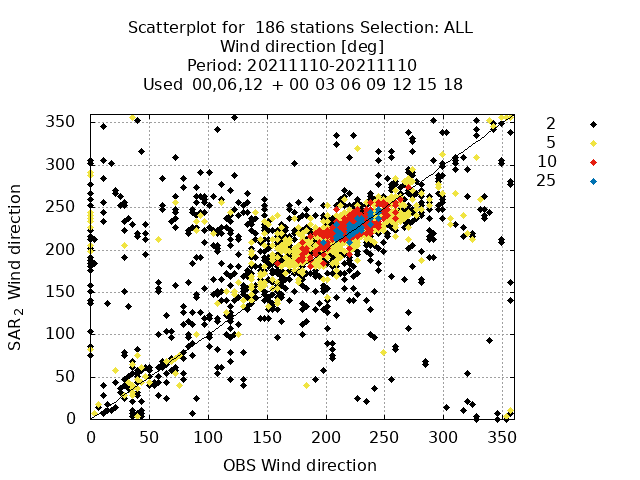 Scatterplot for  186 stations Selection: ALL
Wind direction [deg]
Period: 20211110-20211110
Used  00,06,12  + 00 03 06 09 12 15 18
2
5
10
25
350
300
250
200
150
100
50
0
SAR2  Wind direction
0 50 100 150 200 250 300 350
OBS Wind direction